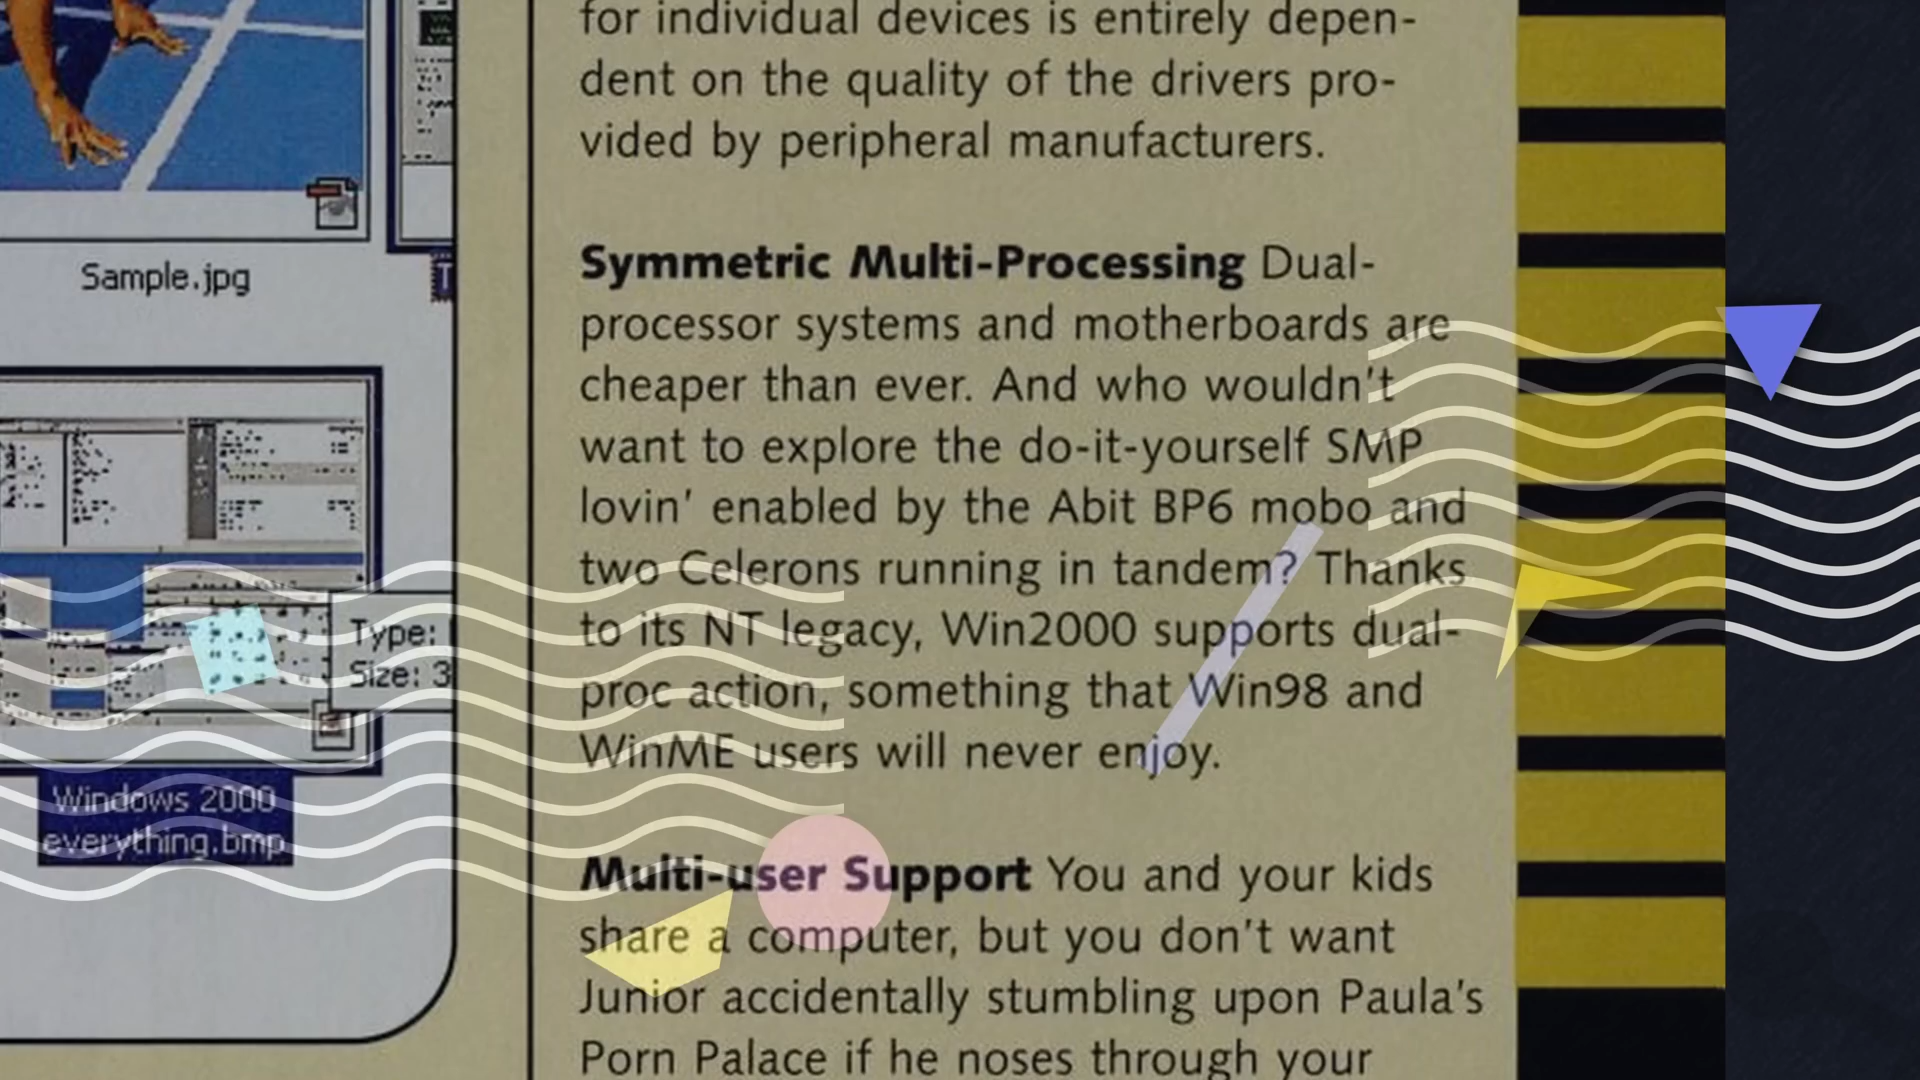 Sample.jpg
Type:
Size: 3
Windows 2000
everything.bmp
for individual devices is entirely depen-
dent on the quality of the drivers pro-
vided by peripheral manufacturers.
Symmetric Multi-Processing Dual-
processor systems and motherboards are
cheaper than ever. And who wouldn't
want to explore the do-it-yourself SMP
lovin' enabled by the Abit BP6 mobo and
two Celerons running in tandem? Thanks
to its NT legacy, Win2000 supports dual-
proc action, something that Win98 and
WinME users will never enjoy.
Multi-user Support You and your kids
share a computer, but you don't want
Junior accidentally stumbling upon Paula's
Porn Palace if he noses through your